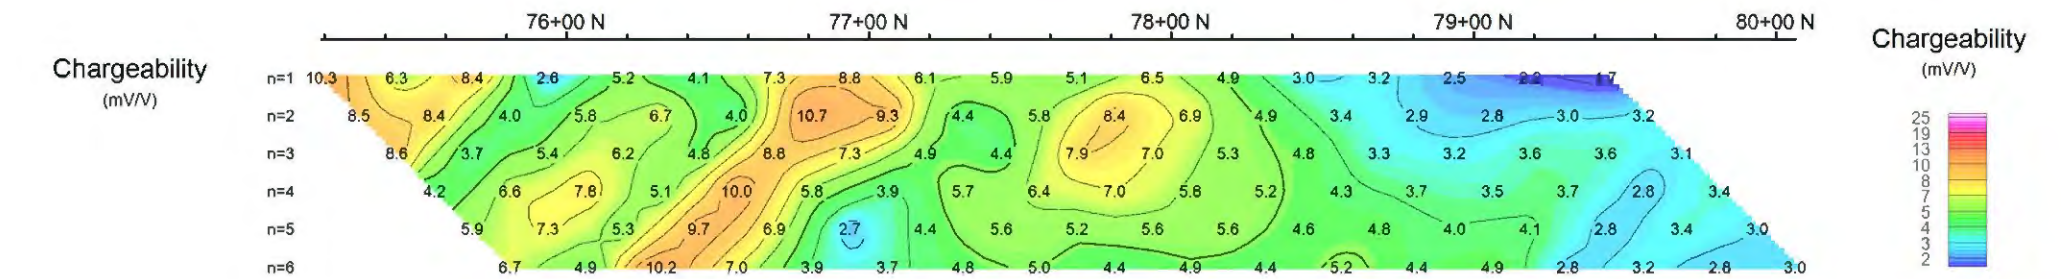 76+00 N 77+00 N 78+00 N 79+00 N 80+00 N
Chargeability
(mV/V)
n=1 10.3 6.3 8.4 2.6 5.2 4.1 7.3 8.8 6.1 5.9 5.1 6.5 4.9 3.0 3.2 2.5 2.2 1.7
n=2 8.5 8.4 4.0 5.8 6.7 4.0 10.7 9.3 4.4 5.8 8.4 6.9 4.9 3.4 2.9 2.8 3.0 3.2
n=3 8.6 3.7 5.4 6.2 4.8 8.8 7.3 4.9 4.4 7.9 7.0 5.3 4.8 3.3 3.2 3.6 3.6 3.1
n=4 4.2 6.6 7.8 5.1 10.0 5.8 3.9 5.7 6.4 7.0 5.8 5.2 4.3 3.7 3.5 3.7 2.8 3.4
n=5 5.9 7.3 5.3 9.7 6.9 2.7 4.4 5.6 5.2 5.6 5.6 4.6 4.8 4.0 4.1 2.8 3.4 3.0
n=6 6.7 4.9 10.2 7.0 3.9 3.7 4.8 5.0 4.4 4.9 4.4 5.2 4.4 4.9 2.8 3.2 2.8 3.0
Chargeability
(mV/V)
25
19
13
10
8
7
5
4
3
2